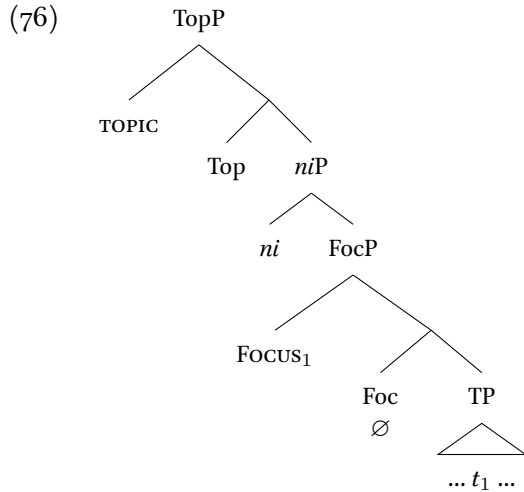 (76) TopP
TOPIC
Top niP
ni FocP
FOCUS₁
Foc TP
∅
... t₁ ...